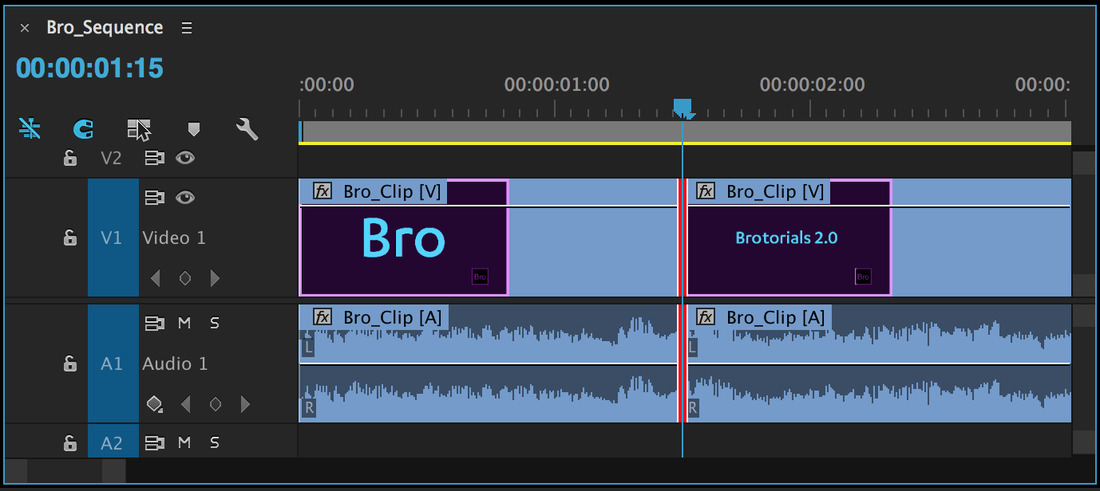 Bro_Sequence
00:00:01:15
:00:00 00:00:01:00 00:00:02:00 00:00:
V2
fx Bro_Clip [V] fx Bro_Clip [V]
V1 Video 1
Bro Brotorials 2.0
Bro Bro
fx Bro_Clip [A] fx Bro_Clip [A]
M S
L L
A1 Audio 1
R R
A2 M S